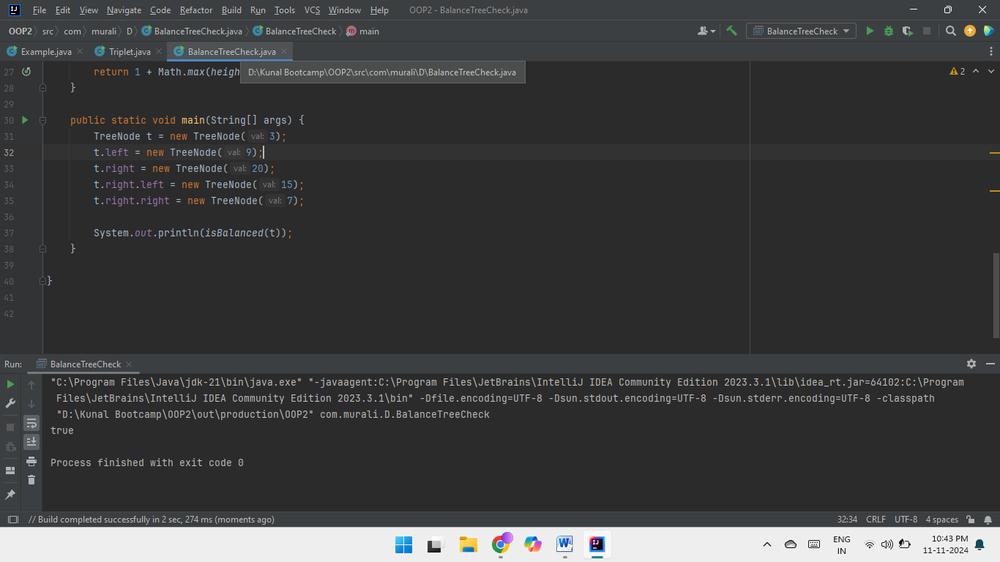 File Edit View Navigate Code Refactor Build Run Tools VCS Window Help OOP2 - BalanceTreeCheck.java
OOP2 src com murali D BalanceTreeCheck.java BalanceTreeCheck main BalanceTreeCheck
Example.java Triplet.java BalanceTreeCheck.java
27 return 1 + Math.max(heigh D:\Kunal Bootcamp\OOP2\src\com\murali\D\BalanceTreeCheck.java 2
28 }
29
30 public static void main(String[] args) {
31 TreeNode t = new TreeNode( val: 3);
32 t.left = new TreeNode( val: 9);
33 t.right = new TreeNode( val: 20);
34 t.right.left = new TreeNode( val: 15);
35 t.right.right = new TreeNode( val: 7);
36
37 System.out.println(isBalanced(t));
38 }
39
40 }
41
42
Run: BalanceTreeCheck
"C:\Program Files\Java\jdk-21\bin\java.exe" "-javaagent:C:\Program Files\JetBrains\IntelliJ IDEA Community Edition 2023.3.1\lib\idea_rt.jar=64102:C:\Program
Files\JetBrains\IntelliJ IDEA Community Edition 2023.3.1\bin" -Dfile.encoding=UTF-8 -Dsun.stdout.encoding=UTF-8 -Dsun.stderr.encoding=UTF-8 -classpath
"D:\Kunal Bootcamp\OOP2\out\production\OOP2" com.murali.D.BalanceTreeCheck
true
Process finished with exit code 0
// Build completed successfully in 2 sec, 274 ms (moments ago) 32:34 CRLF UTF-8 4 spaces
ENG 10:43 PM
IN 11-11-2024